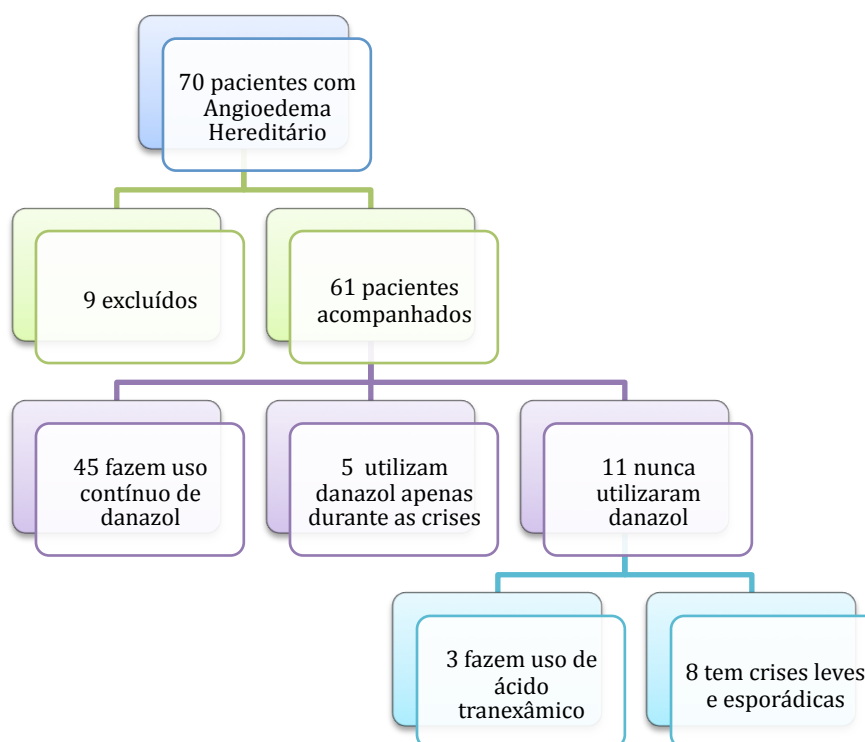 70 pacientes com
Angioedema
Hereditário
9 excluídos
61 pacientes
acompanhados
45 fazem uso
contínuo de
danazol
5 utilizam
danazol apenas
durante as crises
11 nunca
utilizaram
danazol
3 fazem uso de
ácido
tranexâmico
8 tem crises leves
e esporádicas